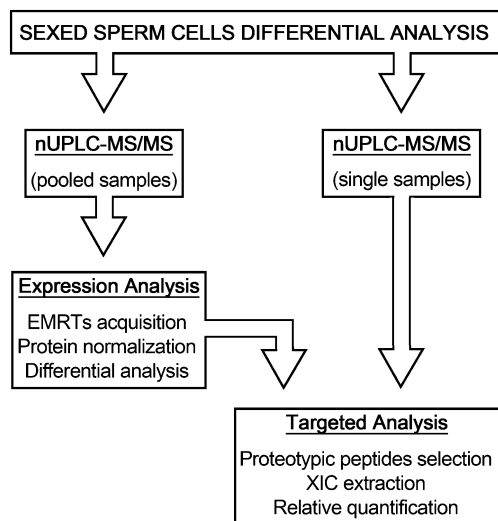 SEXED SPERM CELLS DIFFERENTIAL ANALYSIS
nUPLC-MS/MS
(pooled samples)
nUPLC-MS/MS
(single samples)
Expression Analysis
EMRTs acquisition
Protein normalization
Differential analysis
Targeted Analysis
Proteotypic peptides selection
XIC extraction
Relative quantification